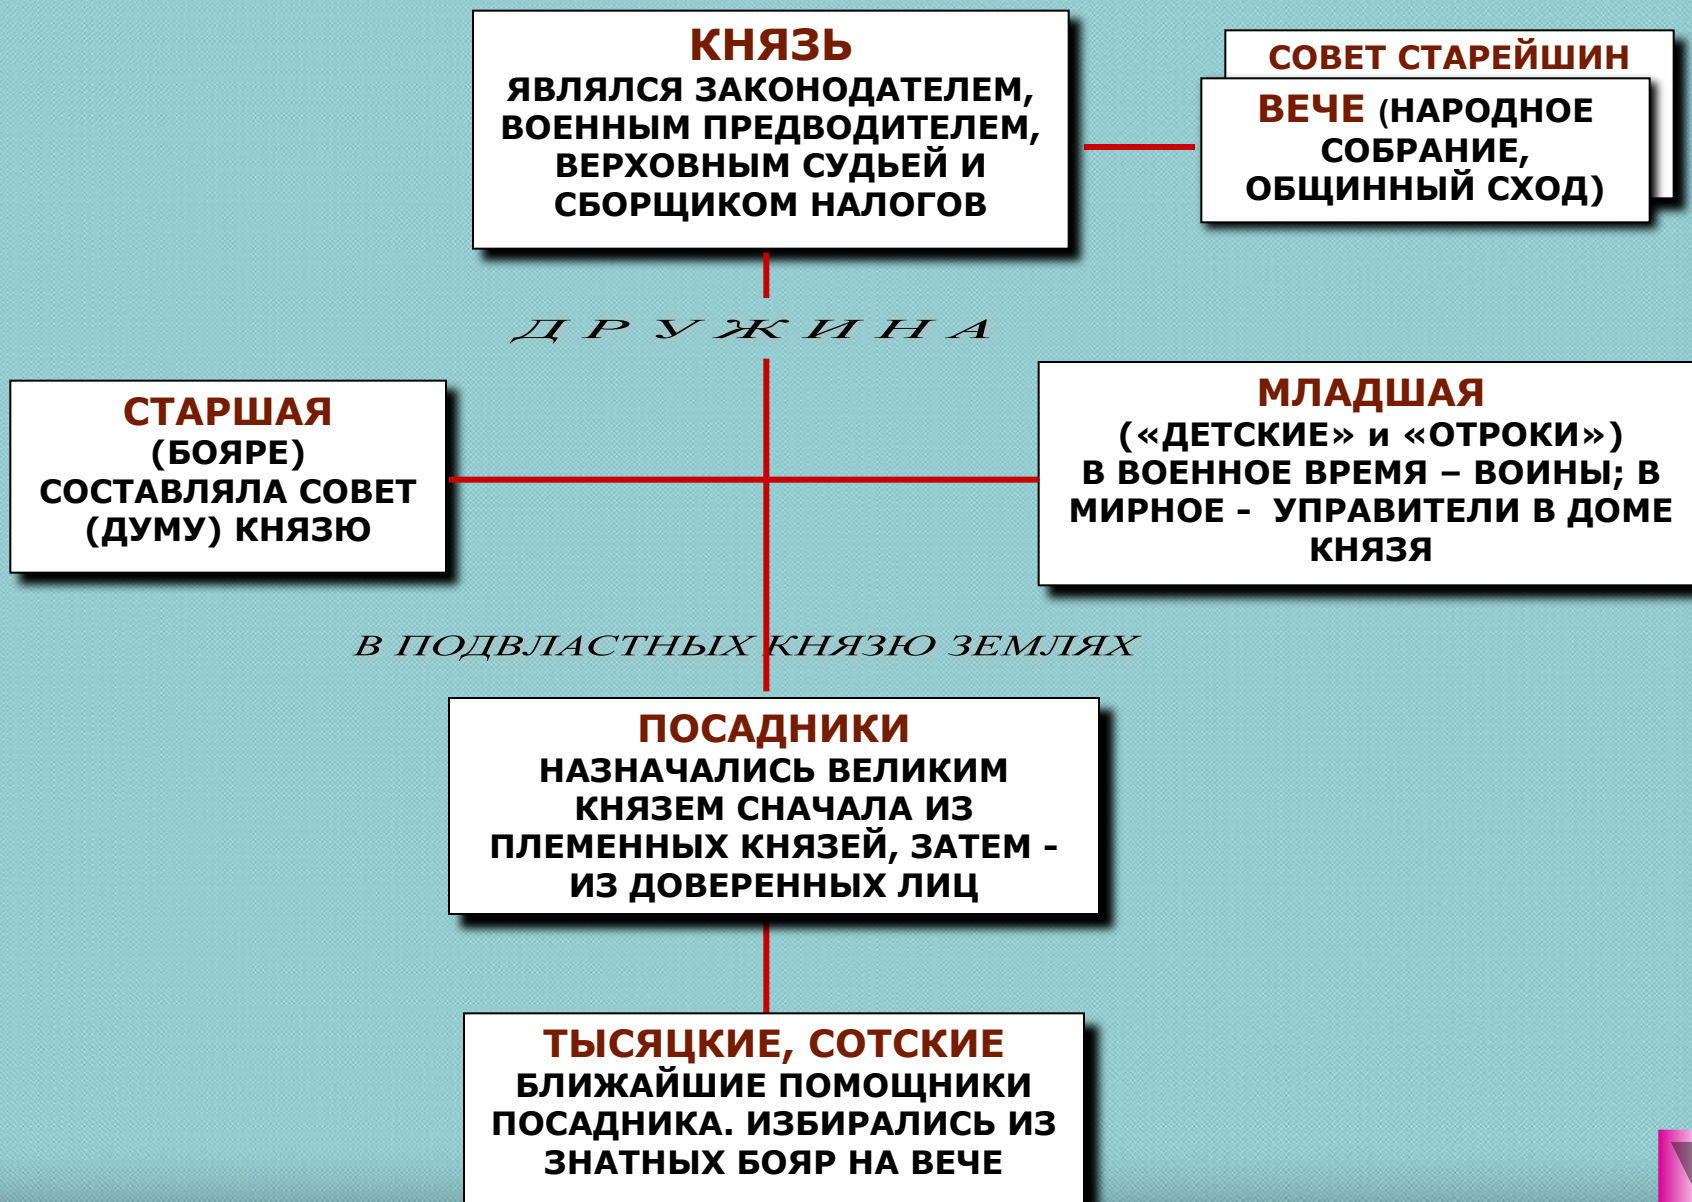 КНЯЗЬ
ЯВЛЯЛСЯ ЗАКОНОДАТЕЛЕМ,
ВОЕННЫМ ПРЕДВОДИТЕЛЕМ,
ВЕРХОВНЫМ СУДЬЕЙ И
СБОРЩИКОМ НАЛОГОВ
СОВЕТ СТАРЕЙШИН
ВЕЧЕ (НАРОДНОЕ
СОБРАНИЕ,
ОБЩИННЫЙ СХОД)
ДРУЖИНА
СТАРШАЯ
(БОЯРЕ)
СОСТАВЛЯЛА СОВЕТ
(ДУМУ) КНЯЗЮ
МЛАДШАЯ
(«ДЕТСКИЕ» и «ОТРОКИ»)
В ВОЕННОЕ ВРЕМЯ – ВОИНЫ; В
МИРНОЕ - УПРАВИТЕЛИ В ДОМЕ
КНЯЗЯ
В ПОДВЛАСТНЫХ КНЯЗЮ ЗЕМЛЯХ
ПОСАДНИКИ
НАЗНАЧАЛИСЬ ВЕЛИКИМ
КНЯЗЕМ СНАЧАЛА ИЗ
ПЛЕМЕННЫХ КНЯЗЕЙ, ЗАТЕМ –
ИЗ ДОВЕРЕННЫХ ЛИЦ
ТЫСЯЦКИЕ, СОТСКИЕ
БЛИЖАЙШИЕ ПОМОЩНИКИ
ПОСАДНИКА. ИЗБИРАЛИСЬ ИЗ
ЗНАТНЫХ БОЯР НА ВЕЧЕ